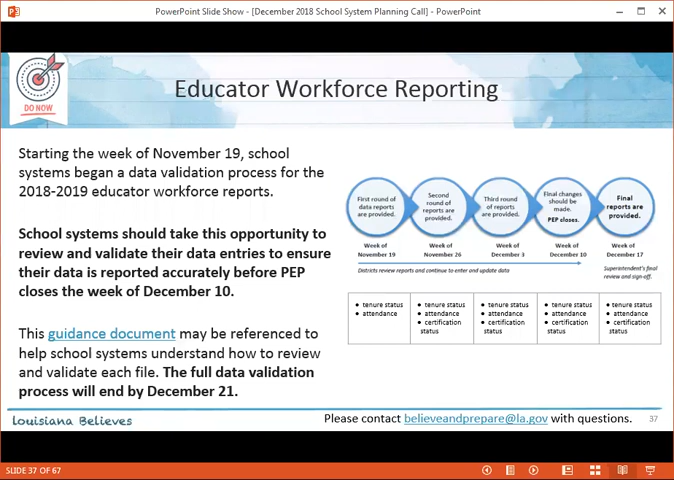 PowerPoint Slide Show - [December 2018 School System Planning Call] - PowerPoint
DO NOW
Educator Workforce Reporting
Starting the week of November 19, school
systems began a data validation process for the
2018-2019 educator workforce reports.
School systems should take this opportunity to
review and validate their data entries to ensure
their data is reported accurately before PEP
closes the week of December 10.
This guidance document may be referenced to
help school systems understand how to review
and validate each file. The full data validation
process will end by December 21.
First round of
data reports
are provided.
Second
round of
reports are
provided.
Third round
of reports
are provided.
Final changes
should be
made.
PEP closes.
Final
reports are
provided.
Week of
November 19
Week of
November 26
Week of
December 3
Week of
December 10
Week of
December 17
Districts review reports and continue to enter and update data
Superintendent's final
review and sign-off.
• tenure status
• attendance
• tenure status
• attendance
• certification
status
• tenure status
• attendance
• certification
status
• tenure status
• attendance
• certification
status
• tenure status
• attendance
• certification
status
Louisiana Believes
Please contact believeandprepare@la.gov with questions.
37
SLIDE 37 OF 67